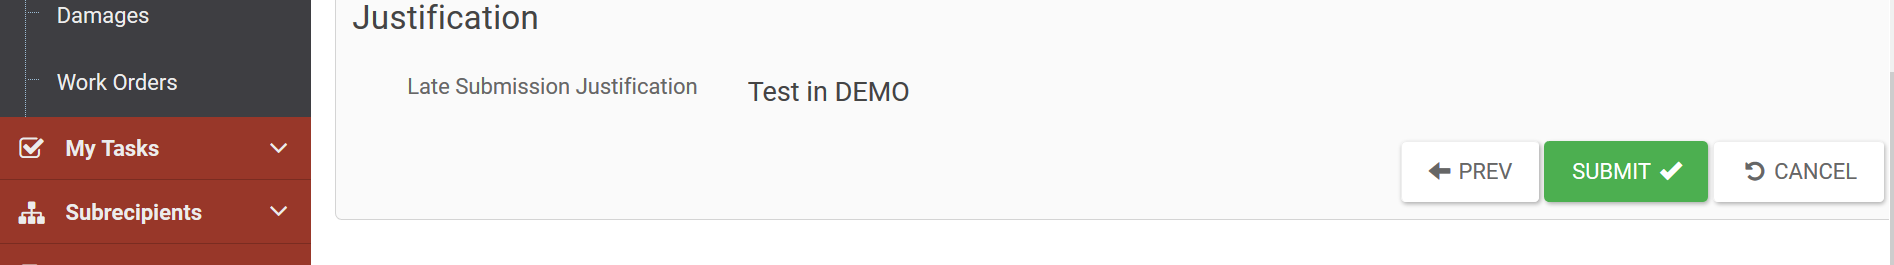 Damages
Work Orders
My Tasks
Subrecipients
Justification
Late Submission Justification
Test in DEMO
PREV
SUBMIT
CANCEL